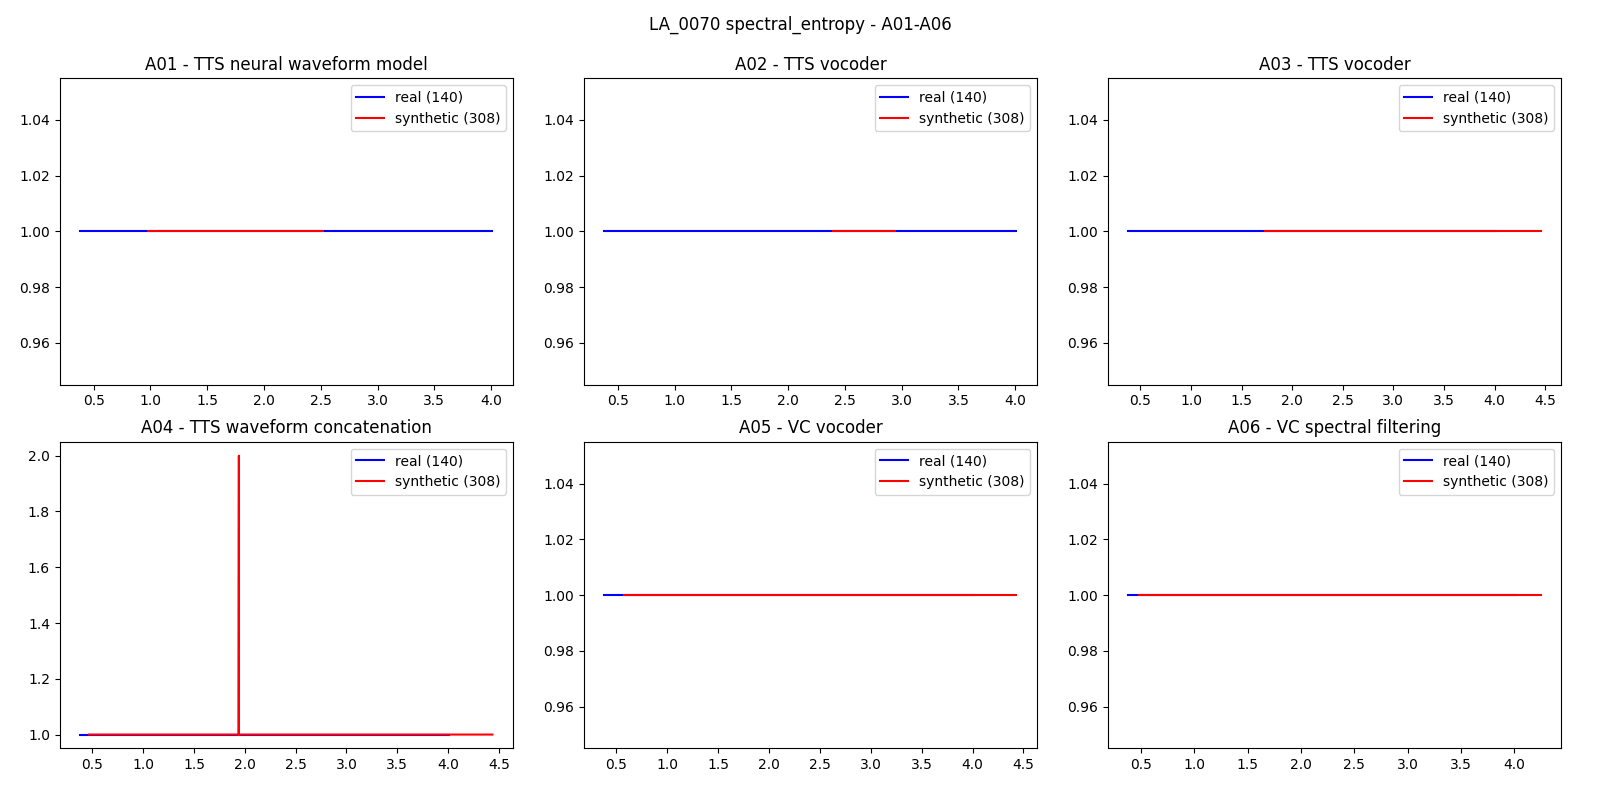 LA_0070 spectral_entropy - A01-A06
A01 - TTS neural waveform model
real (140)
synthetic (308)
1.04
1.02
1.00
0.98
0.96
0.5 1.0 1.5 2.0 2.5 3.0 3.5 4.0
A02 - TTS vocoder
real (140)
synthetic (308)
1.04
1.02
1.00
0.98
0.96
0.5 1.0 1.5 2.0 2.5 3.0 3.5 4.0
A03 - TTS vocoder
real (140)
synthetic (308)
1.04
1.02
1.00
0.98
0.96
0.5 1.0 1.5 2.0 2.5 3.0 3.5 4.0 4.5
A04 - TTS waveform concatenation
real (140)
synthetic (308)
2.0
1.8
1.6
1.4
1.2
1.0
0.5 1.0 1.5 2.0 2.5 3.0 3.5 4.0 4.5
A05 - VC vocoder
real (140)
synthetic (308)
1.04
1.02
1.00
0.98
0.96
0.5 1.0 1.5 2.0 2.5 3.0 3.5 4.0 4.5
A06 - VC spectral filtering
real (140)
synthetic (308)
1.04
1.02
1.00
0.98
0.96
0.5 1.0 1.5 2.0 2.5 3.0 3.5 4.0